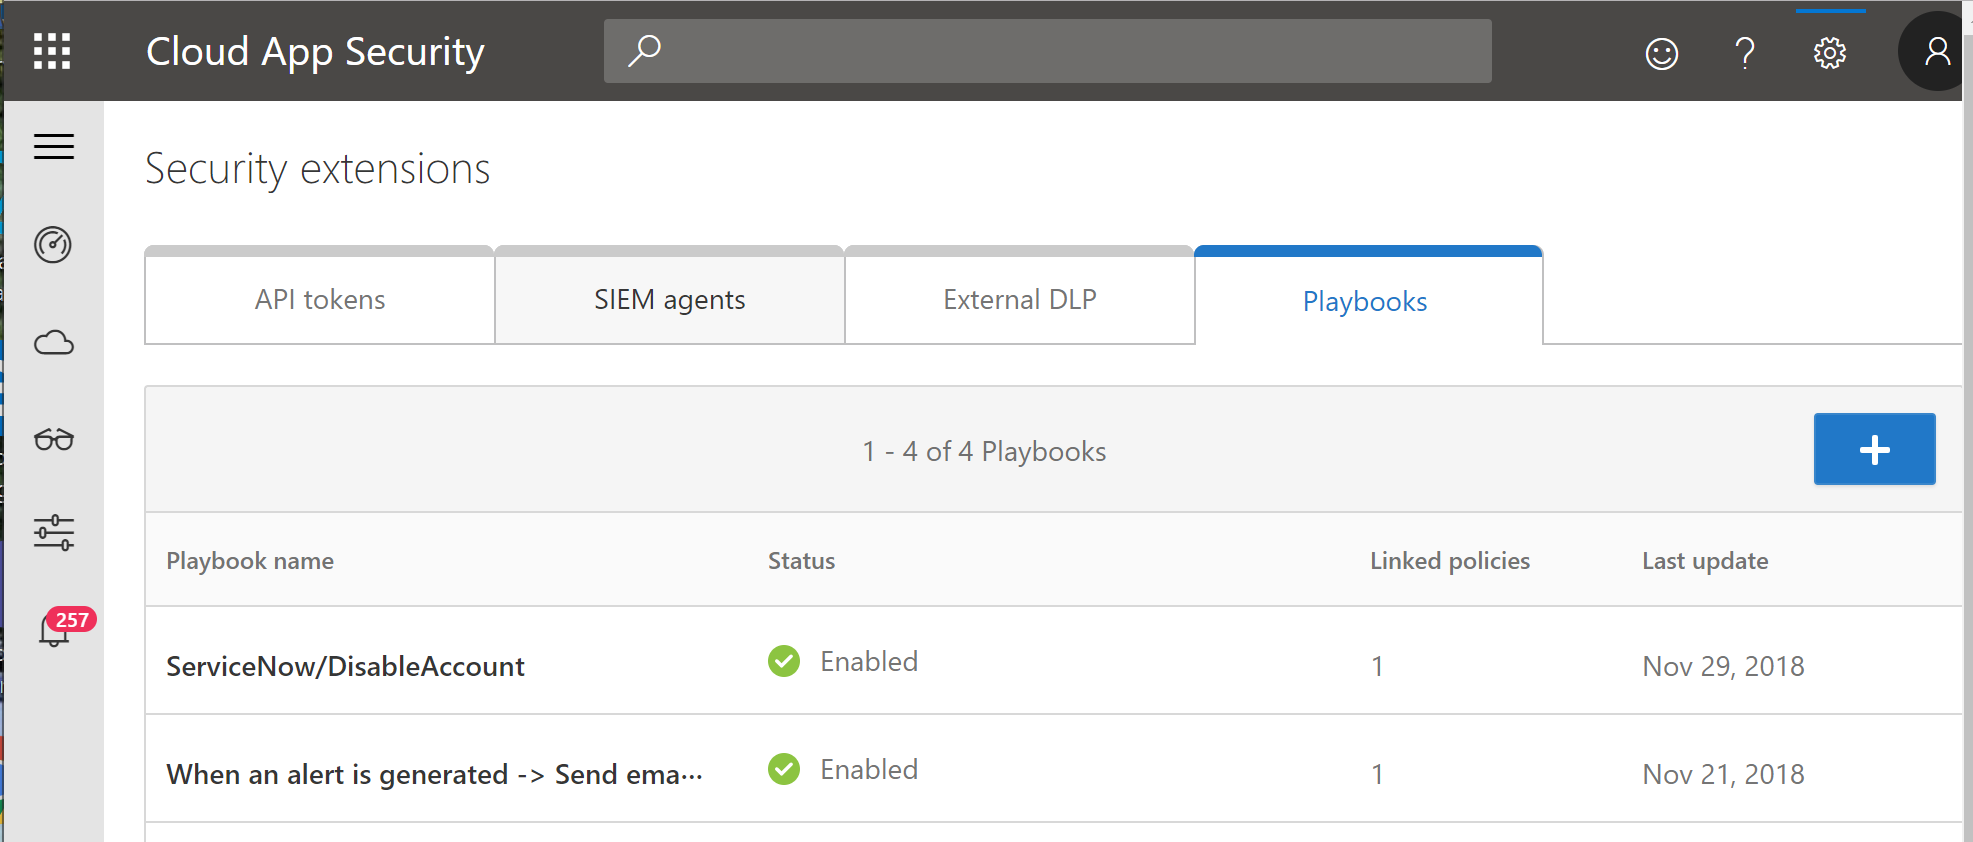 Cloud App Security
?
Security extensions
API tokens SIEM agents External DLP Playbooks
1 - 4 of 4 Playbooks
Playbook name Status Linked policies Last update
257
ServiceNow/DisableAccount Enabled 1 Nov 29, 2018
When an alert is generated -> Send ema··· Enabled 1 Nov 21, 2018